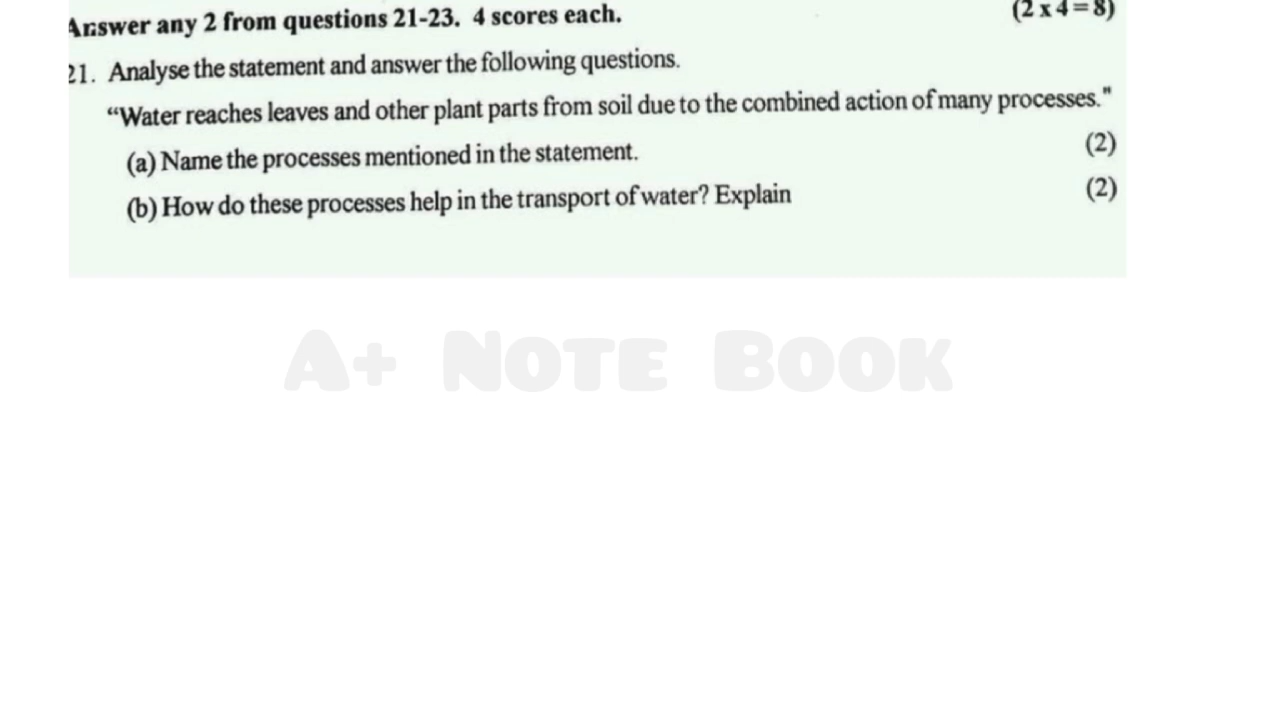 Answer any 2 from questions 21-23. 4 scores each. (2 x 4 = 8)
21. Analyse the statement and answer the following questions.
“Water reaches leaves and other plant parts from soil due to the combined action of many processes."
(a) Name the processes mentioned in the statement. (2)
(b) How do these processes help in the transport of water? Explain (2)
A+ NOTE BOOK